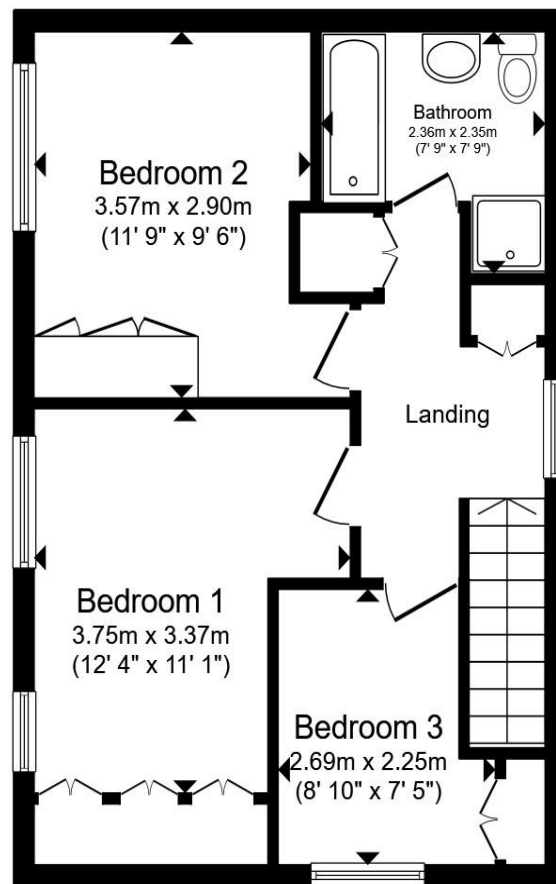 Bathroom
2.36m x 2.35m
(7' 9" x 7' 9")
Bedroom 2
3.57m x 2.90m
(11' 9" x 9' 6")
Landing
Bedroom 1
3.75m x 3.37m
(12' 4" x 11' 1")
Bedroom 3
2.69m x 2.25m
(8' 10" x 7' 5")